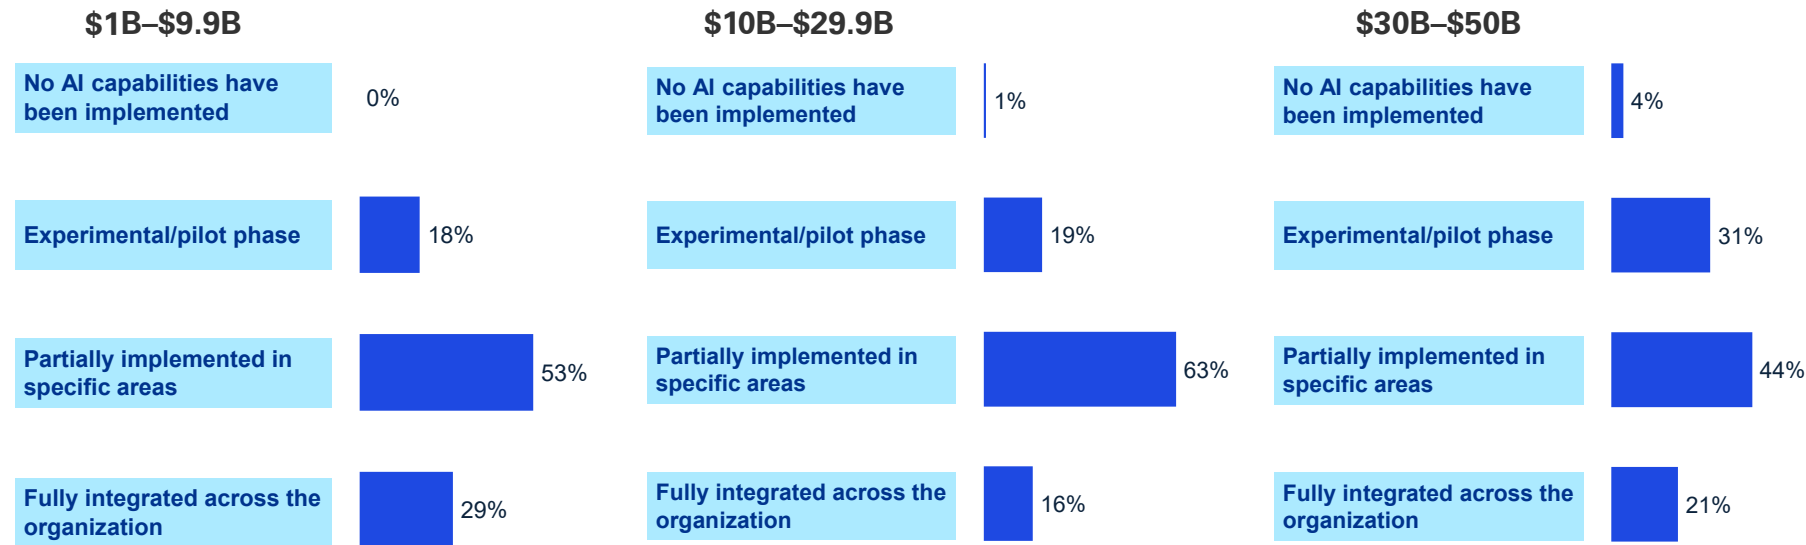 $1B–$9.9B
No AI capabilities have
been implemented
0%
Experimental/pilot phase
18%
Partially implemented in
specific areas
53%
Fully integrated across the
organization
29%
$10B–$29.9B
No AI capabilities have
been implemented
1%
Experimental/pilot phase
19%
Partially implemented in
specific areas
63%
Fully integrated across the
organization
16%
$30B–$50B
No AI capabilities have
been implemented
4%
Experimental/pilot phase
31%
Partially implemented in
specific areas
44%
Fully integrated across the
organization
21%